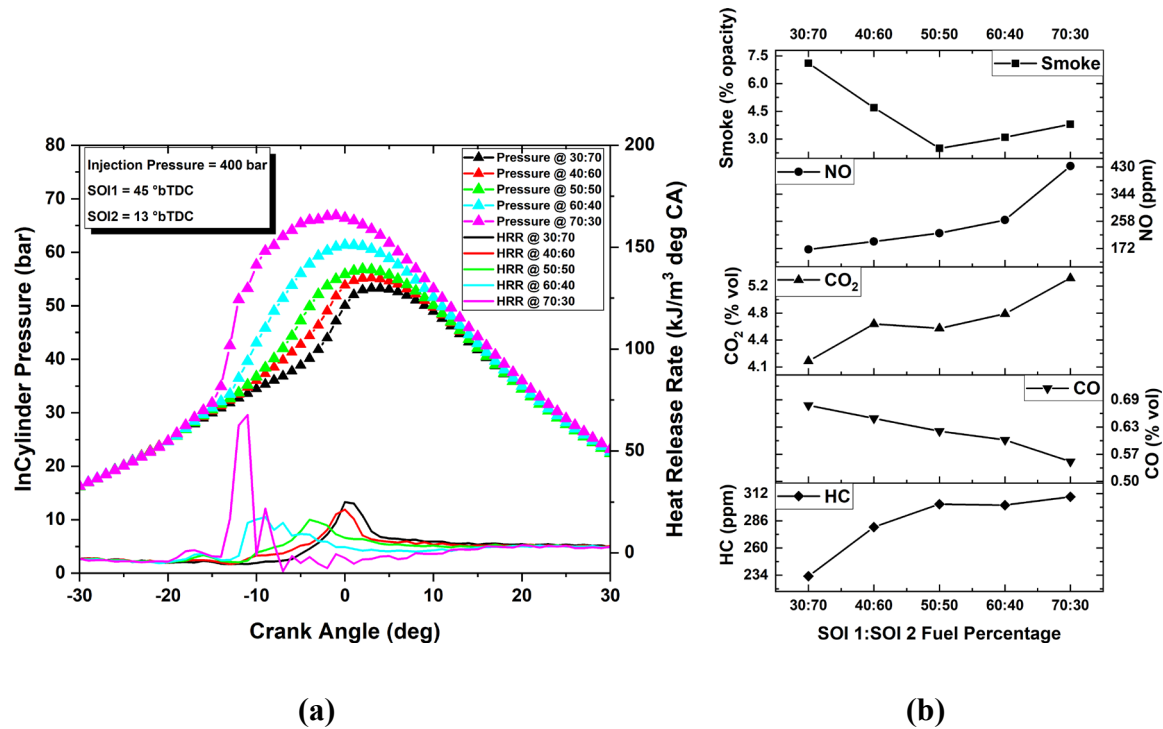 InCylinder Pressure (bar)
80
70
60
50
40
30
20
10
0
Injection Pressure = 400 bar
SOI1 = 45 °bTDC
SOI2 = 13 °bTDC
Pressure @ 30:70
Pressure @ 40:60
Pressure @ 50:50
Pressure @ 60:40
Pressure @ 70:30
HRR @ 30:70
HRR @ 40:60
HRR @ 50:50
HRR @ 60:40
HRR @ 70:30
200
150
100
50
0
Heat Release Rate (kJ/m³ deg CA)
-30 -20 -10 0 10 20 30
Crank Angle (deg)
(a)
30:70 40:60 50:50 60:40 70:30
Smoke (% opacity)
7.5
6.0
4.5
3.0
Smoke
NO
430
344
258
172
NO (ppm)
CO₂ (% vol)
5.2
4.8
4.4
4.1
CO₂
CO
0.69
0.63
0.57
0.50
CO (% vol)
HC (ppm)
312
286
260
234
HC
30:70 40:60 50:50 60:40 70:30
SOI 1:SOI 2 Fuel Percentage
(b)